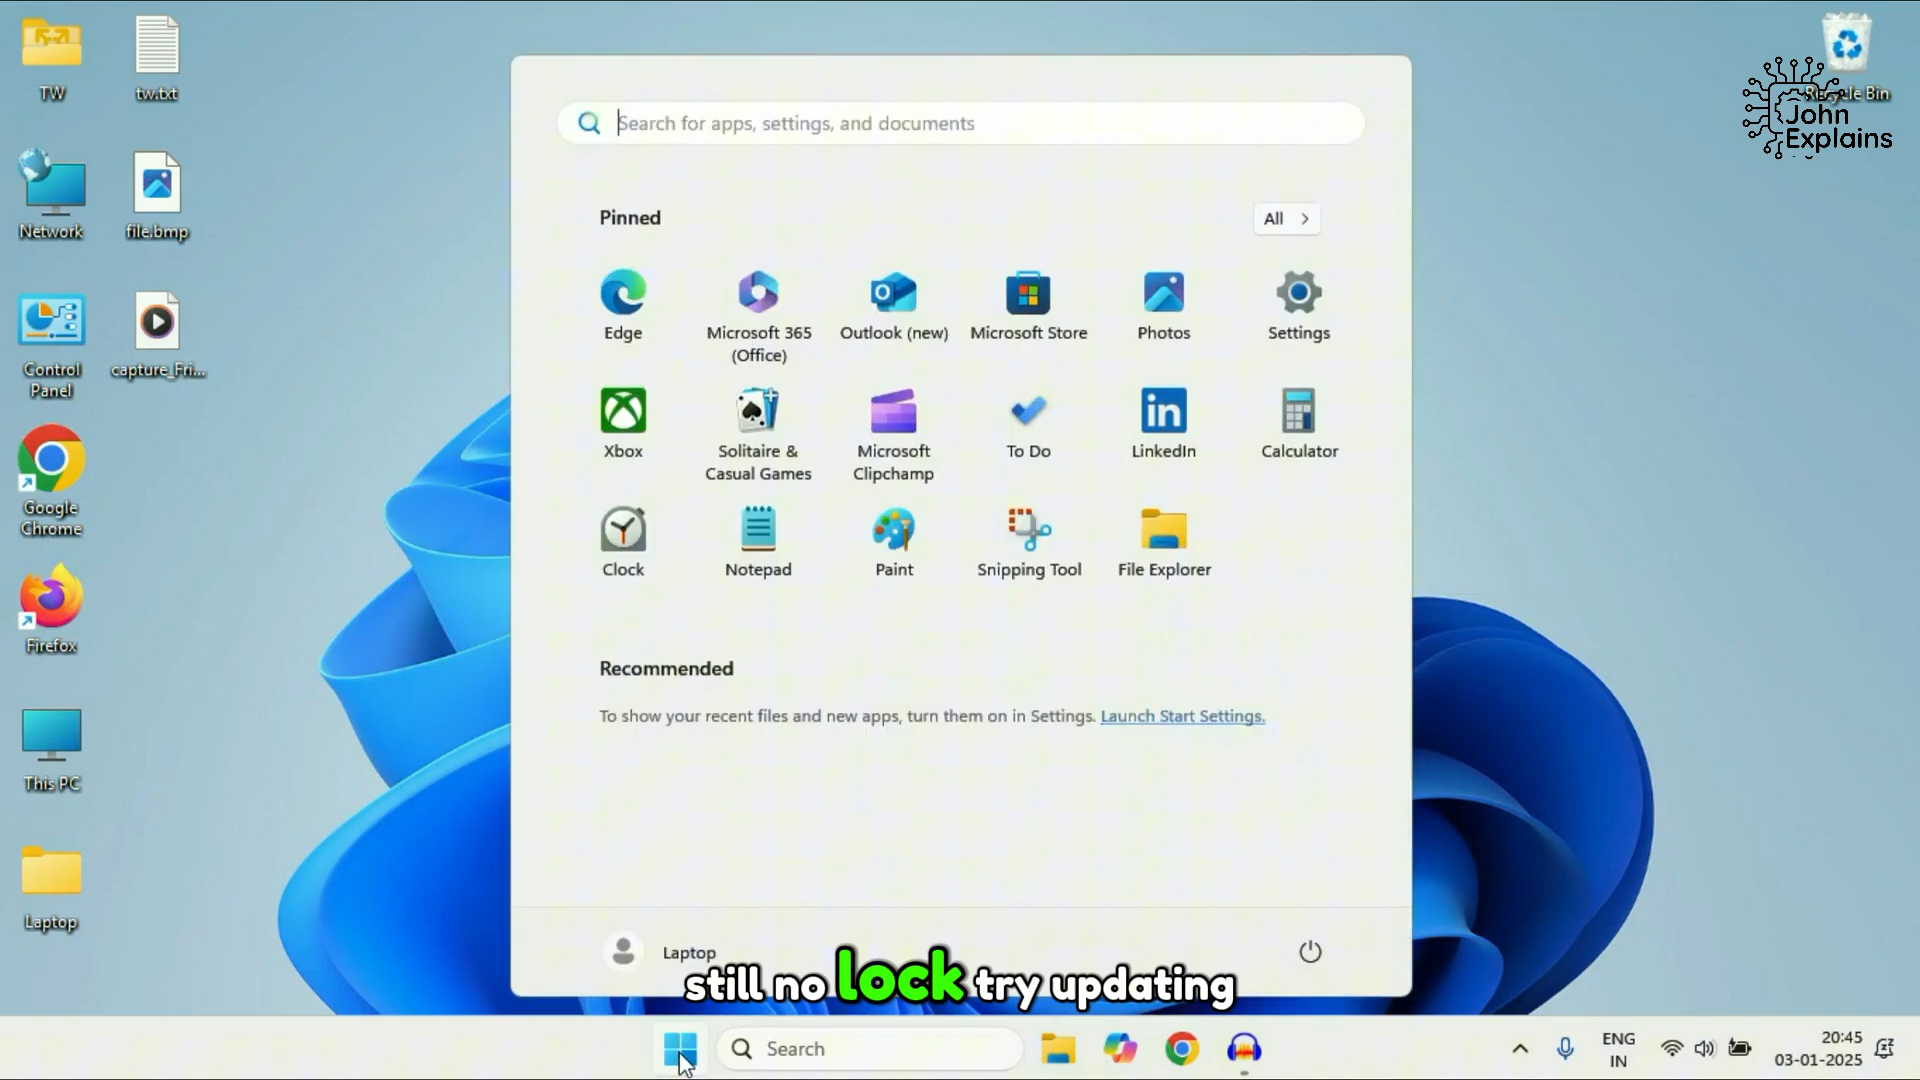 TW
tw.txt
Recycle Bin
John
Explains
Search for apps, settings, and documents
Pinned
All
Network
file.bmp
Edge
Microsoft 365
(Office)
Outlook (new)
Microsoft Store
Photos
Settings
Control
Panel
capture_Fri...
Xbox
Solitaire &
Casual Games
Microsoft
Clipchamp
To Do
LinkedIn
Calculator
Google
Chrome
Clock
Notepad
Paint
Snipping Tool
File Explorer
Firefox
Recommended
To show your recent files and new apps, turn them on in Settings. Launch Start Settings.
This PC
Laptop
Laptop
still no lock try updating
Search
ENG
IN
20:45
03-01-2025